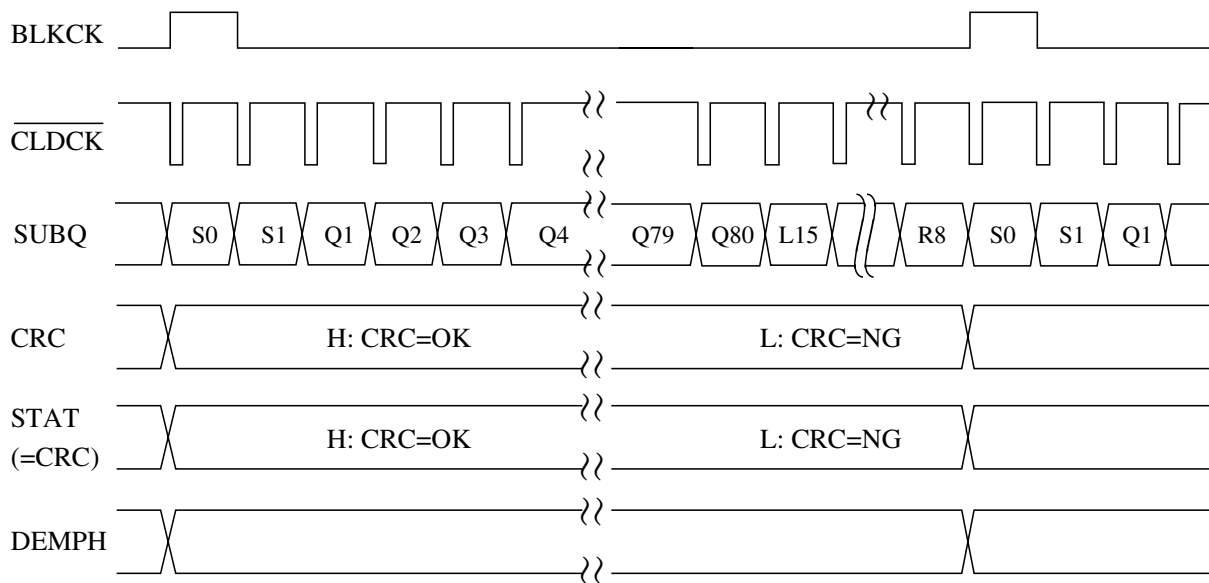 BLKCK
CLDCK
SUBQ S0 S1 Q1 Q2 Q3 Q4 Q79 Q80 L15 R8 S0 S1 Q1
CRC H: CRC=OK L: CRC=NG
STAT
(=CRC) H: CRC=OK L: CRC=NG
DEMPH